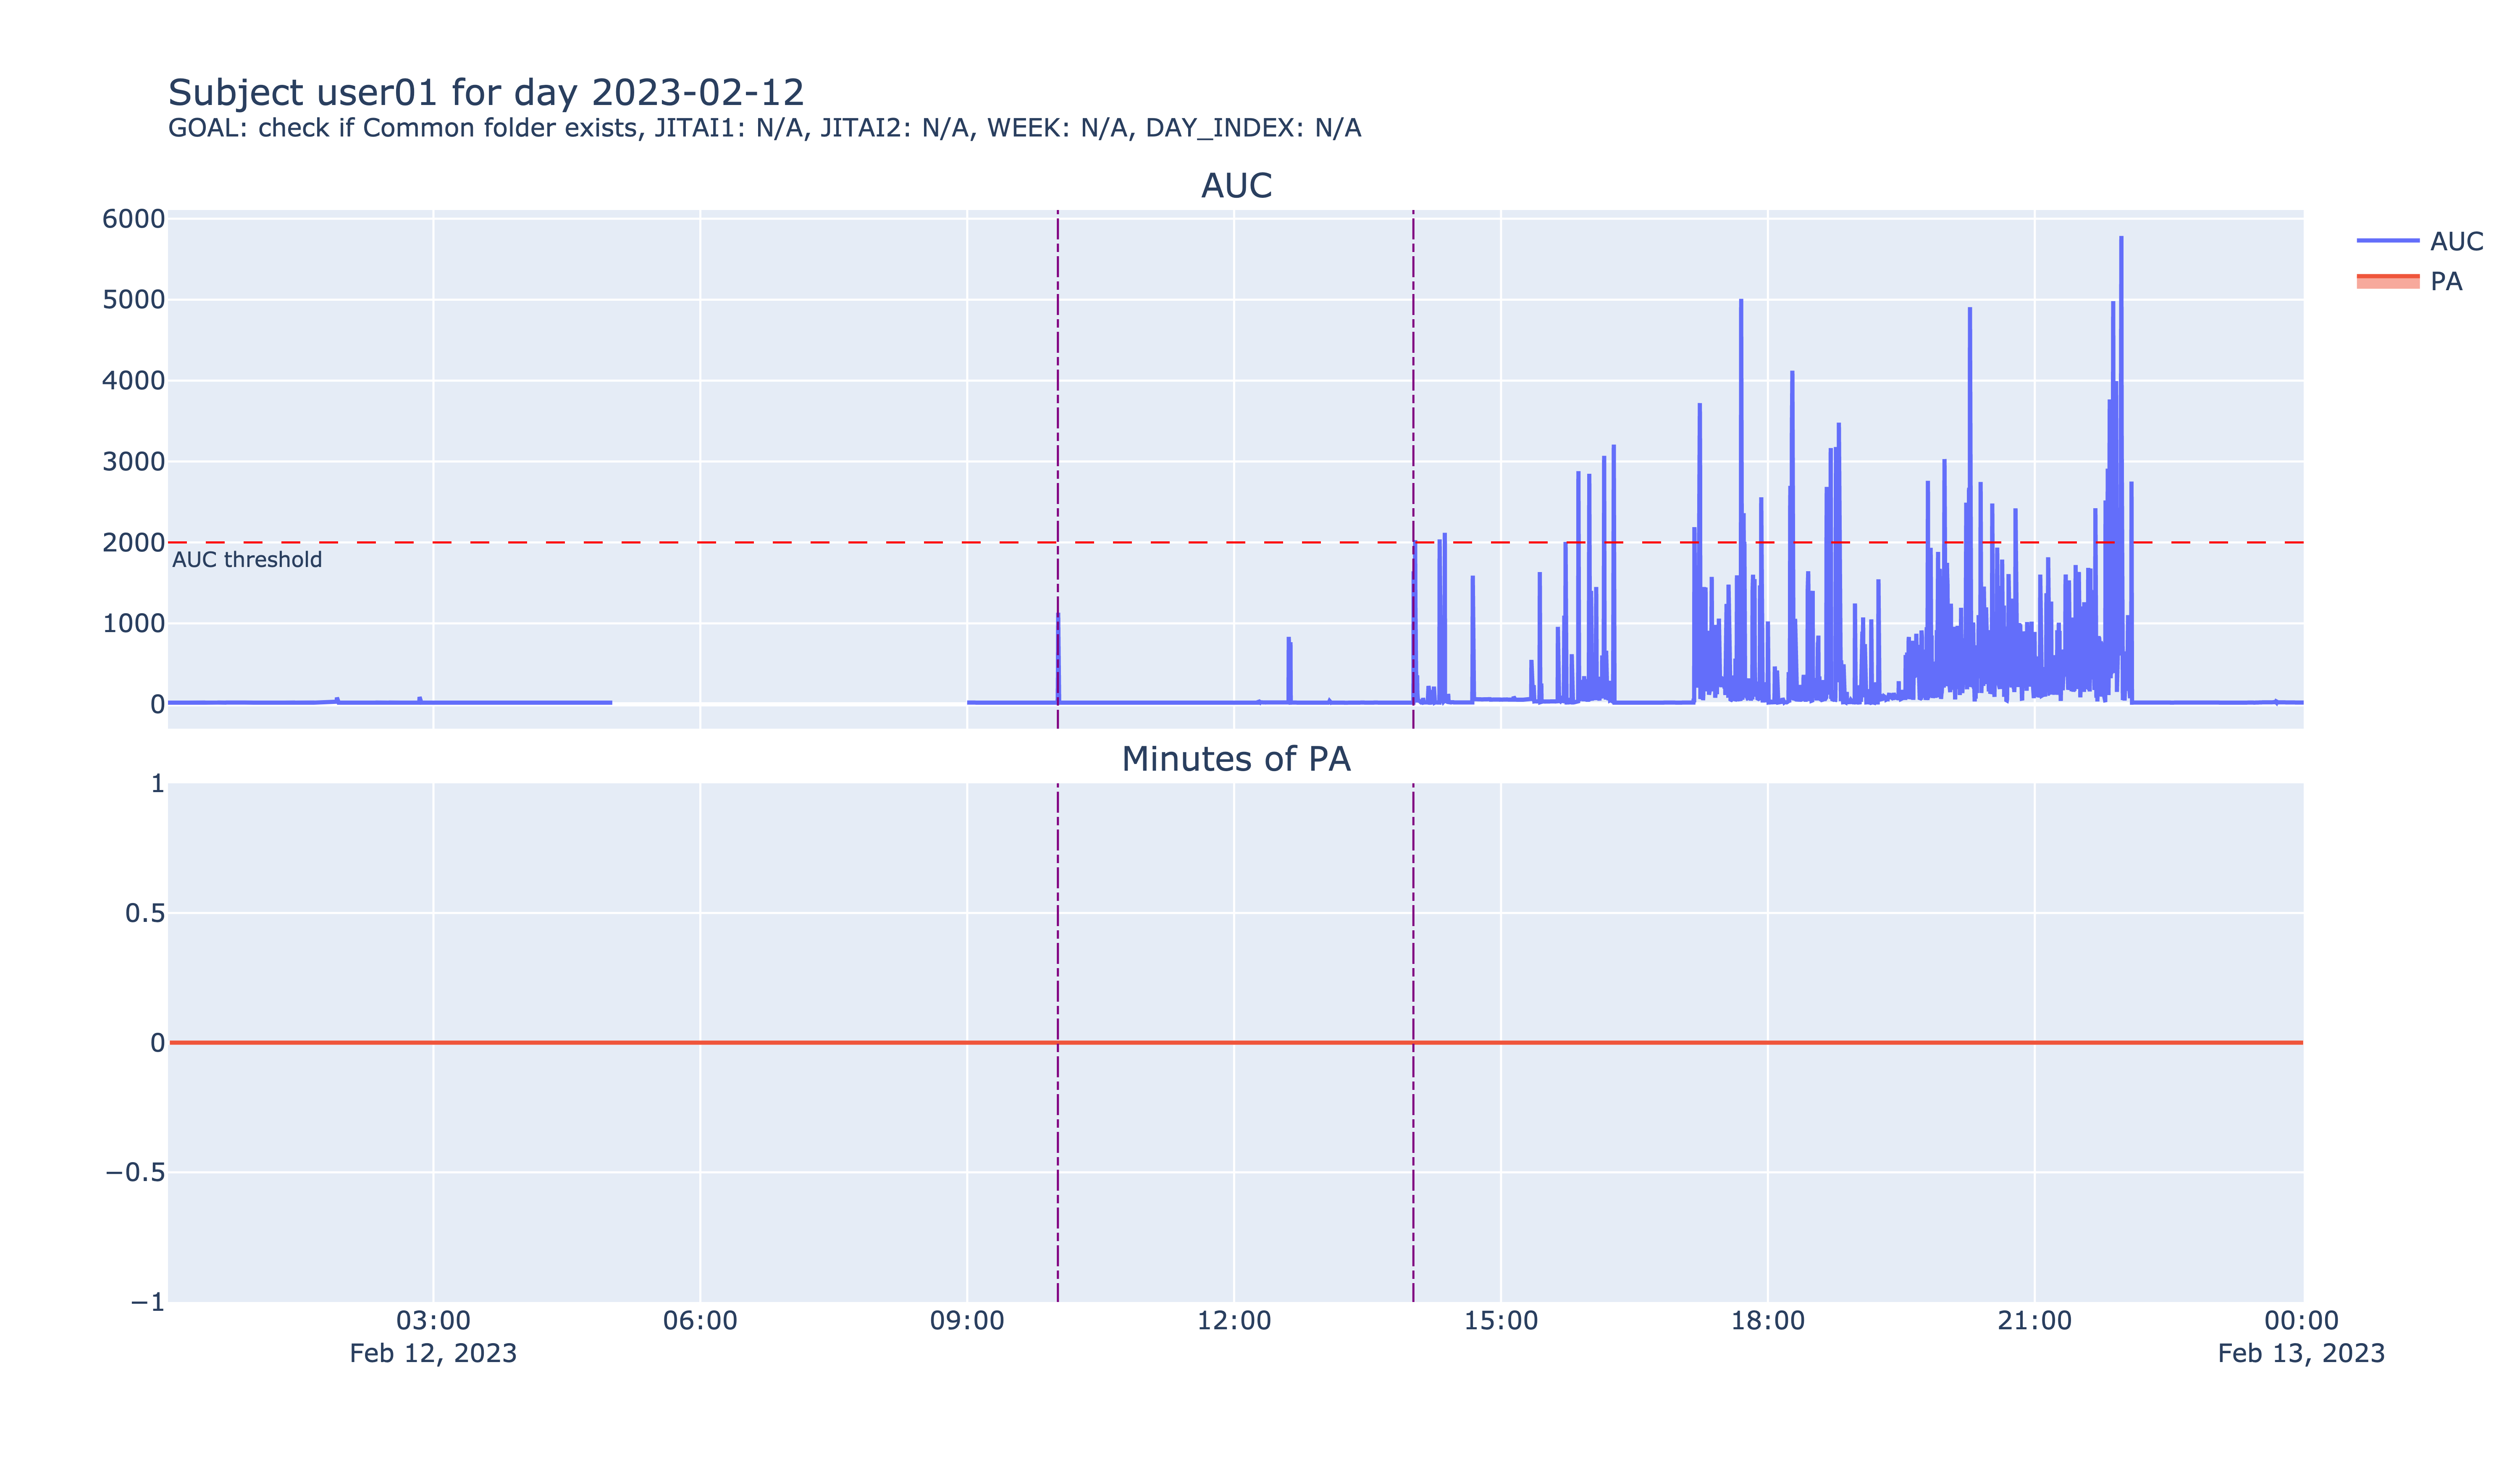 Subject user01 for day 2023-02-12
GOAL: check if Common folder exists, JITAI1: N/A, JITAI2: N/A, WEEK: N/A, DAY_INDEX: N/A
AUC
6000
5000
4000
3000
2000
1000
0
AUC threshold
AUC
PA
Minutes of PA
1
0.5
0
−0.5
−1
03:00 06:00 09:00 12:00 15:00 18:00 21:00 00:00
Feb 12, 2023 Feb 13, 2023